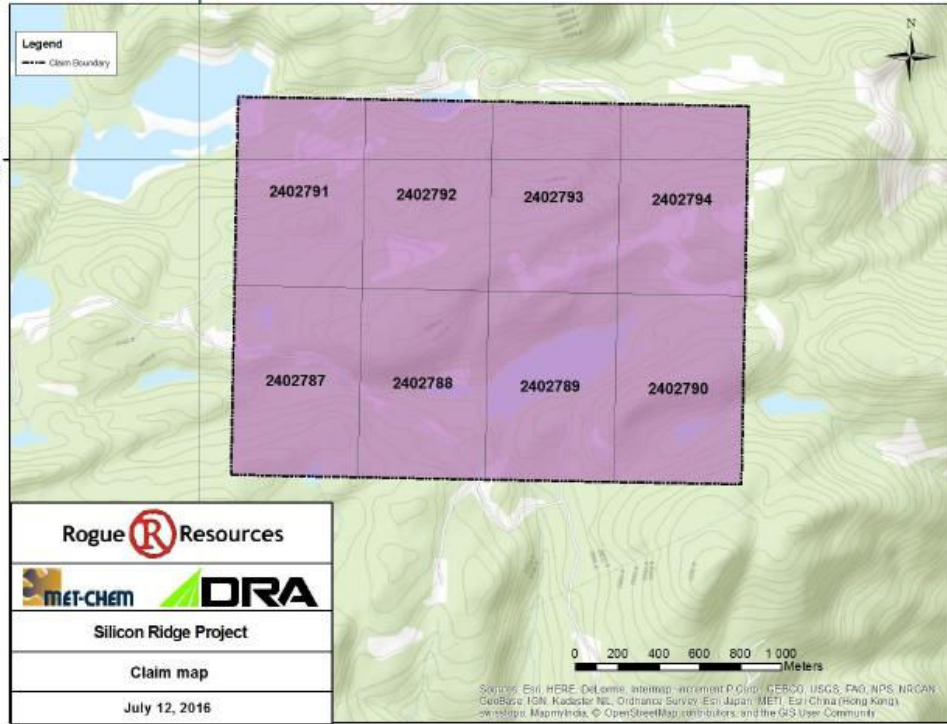 Legend
Claim Boundary
N
2402791
2402792
2402793
2402794
2402787
2402788
2402789
2402790
Rogue R Resources
MET-CHEM DRA
Silicon Ridge Project
Claim map
July 12, 2016
0 200 400 600 800 1 000
Meters
Sources: Esri, HERE, DeLorme, Intermap, increment P Corp., GEBCO, USGS, FAO, NPS, NRCAN,
GeoBase, IGN, Kadaster NL, Ordnance Survey, Esri Japan, METI, Esri China (Hong Kong),
swisstopo, MapmyIndia, © OpenStreetMap contributors, and the GIS User Community